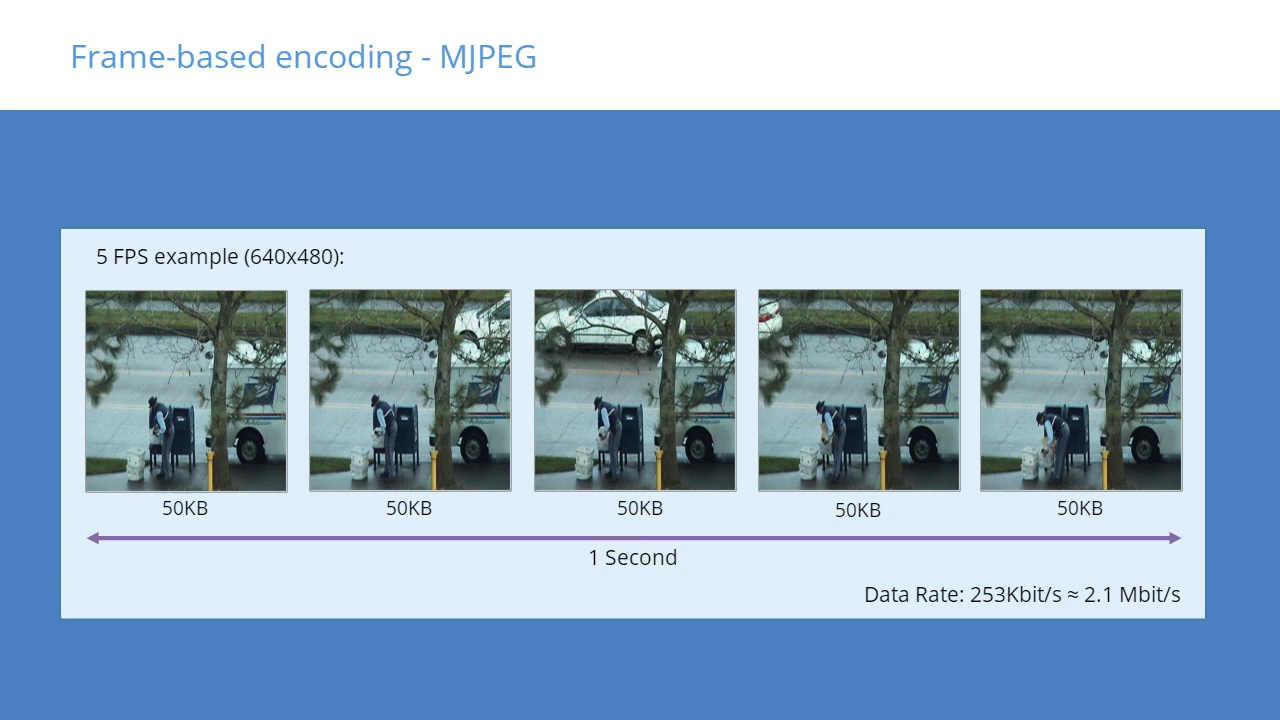 Frame-based encoding - MJPEG
5 FPS example (640x480):
50KB
50KB
50KB
50KB
50KB
1 Second
Data Rate: 253Kbit/s ≈ 2.1 Mbit/s